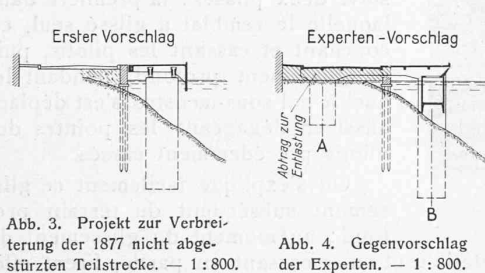 Erster Vorschlag
Experten-Vorschlag
Abtrag zur
Entlastung
A
B
Abb. 3. Projekt zur Verbrei-
terung der 1877 nicht abge-
stürzten Teilstrecke. — 1 : 800.
Abb. 4. Gegenvorschlag
der Experten. — 1 : 800.